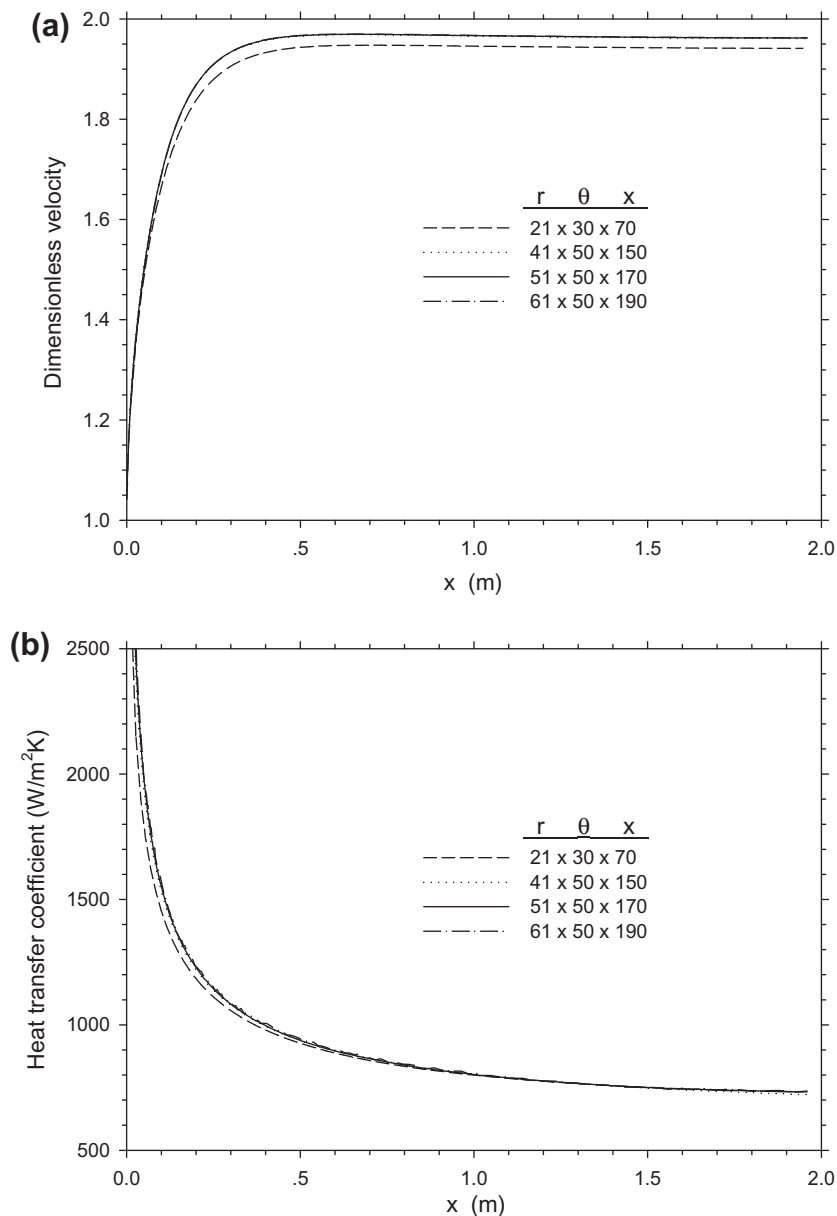 (a)
2.0
1.8
1.6
1.4
1.2
1.0
Dimensionless velocity
r θ x
21 x 30 x 70
41 x 50 x 150
51 x 50 x 170
61 x 50 x 190
0.0 .5 1.0 1.5 2.0
x (m)
(b)
2500
2000
1500
1000
500
Heat transfer coefficient (W/m²K)
r θ x
21 x 30 x 70
41 x 50 x 150
51 x 50 x 170
61 x 50 x 190
0.0 .5 1.0 1.5 2.0
x (m)